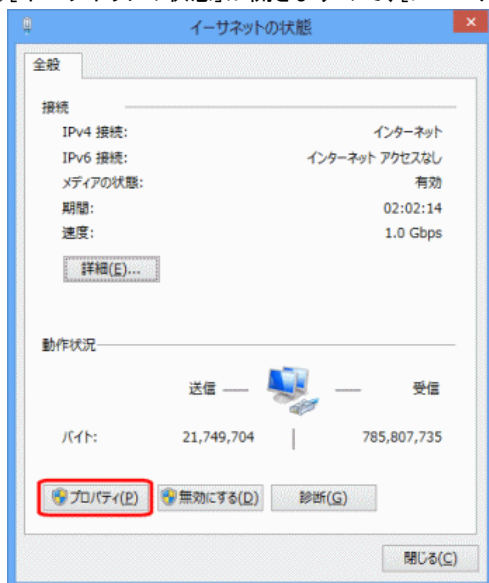 イーサネットの状態
全般
接続
IPv4 接続: インターネット
IPv6 接続: インターネット アクセスなし
メディアの状態: 有効
期間: 02:02:14
速度: 1.0 Gbps
詳細(E)...
動作状況
送信 受信
バイト: 21,749,704 785,807,735
プロパティ(P) 無効にする(D) 診断(G)
閉じる(C)